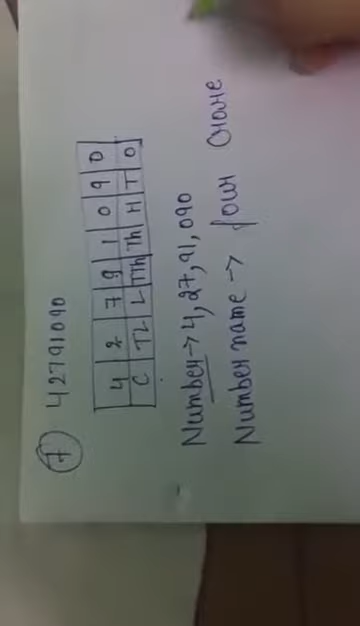 7 42791090
4 2 7 9 1 0 9 0
C TL L TTh Th H T O
Number → 4,27,91,090
Number name → four crore